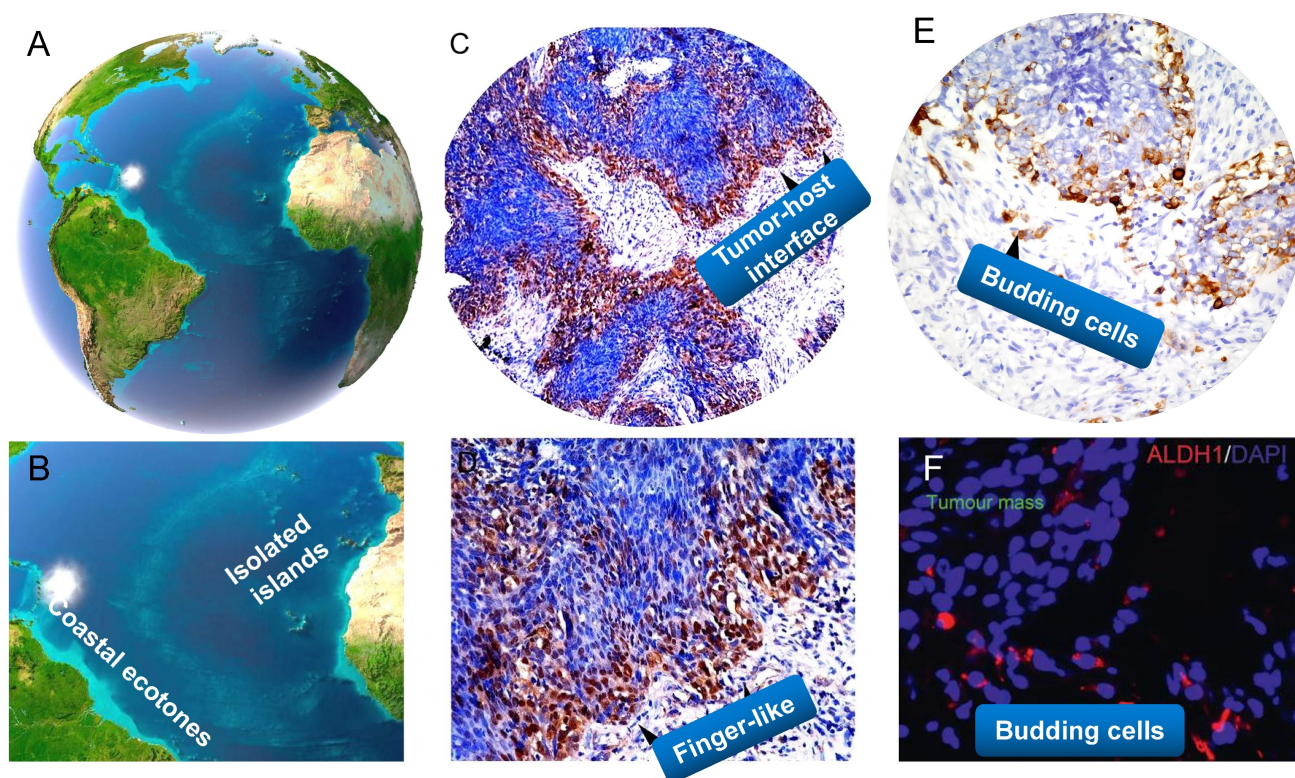 A
B
Isolated
islands
Coastal ecotones
C
Tumor-host
interface
D
Finger-like
E
Budding cells
F
ALDH1/DAPI
Tumour mass
Budding cells